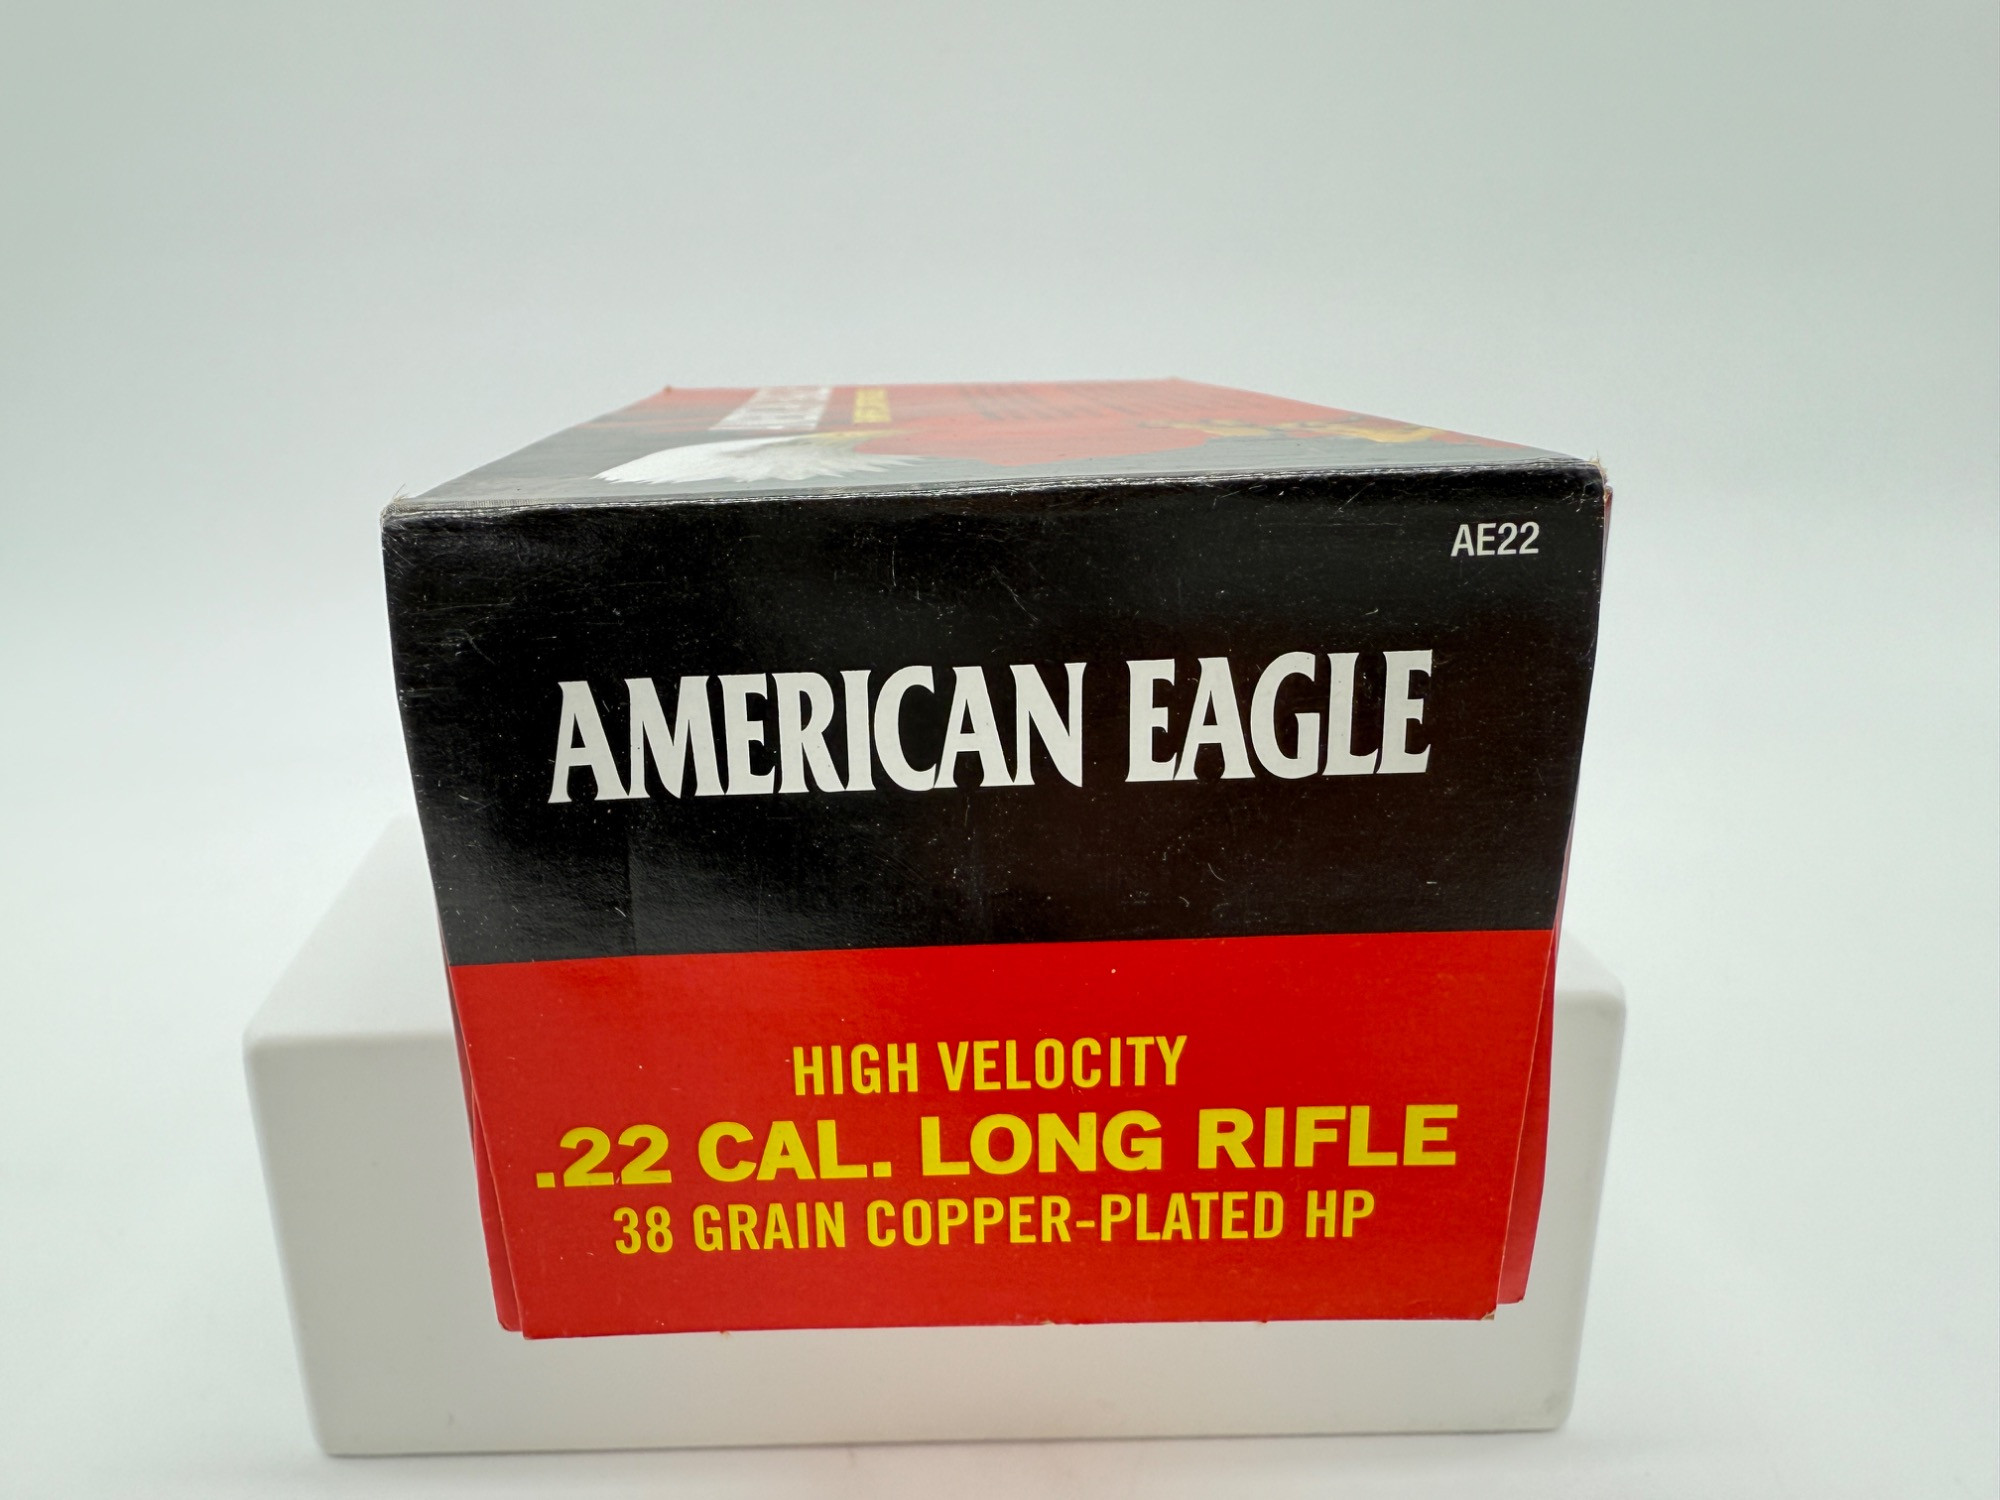 AE22
AMERICAN EAGLE
HIGH VELOCITY
.22 CAL. LONG RIFLE
38 GRAIN COPPER-PLATED HP